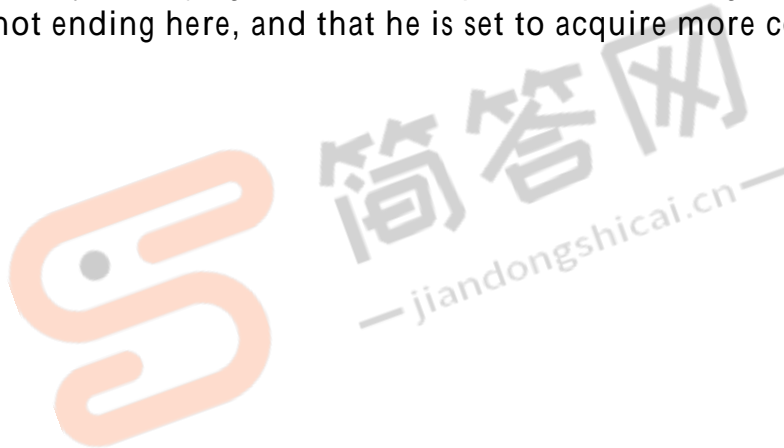 not ending here, and that he is set to acquire more
简答网
jiandongshicai.cn